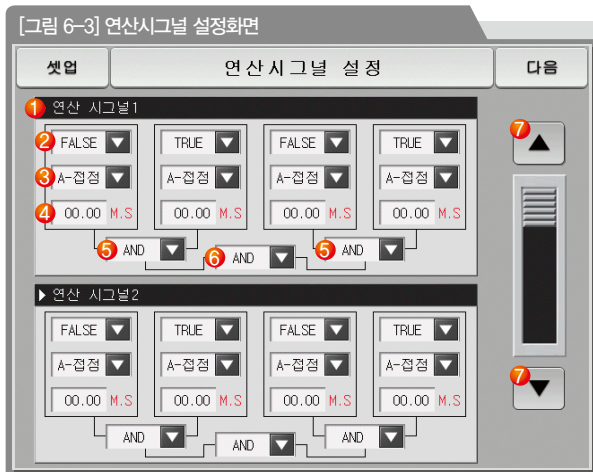 [그림 6-3] 연산시그널 설정화면
셋업 연산시그널 설정 다음
1 연산 시그널1
2 FALSE TRUE FALSE TRUE
3 A-접점 A-접점 A-접점 A-접점
4 00.00 M.S 00.00 M.S 00.00 M.S 00.00 M.S
5 AND 6 AND 5 AND
7
연산 시그널2
FALSE TRUE FALSE TRUE
A-접점 A-접점 A-접점 A-접점
00.00 M.S 00.00 M.S 00.00 M.S 00.00 M.S
AND AND AND
7